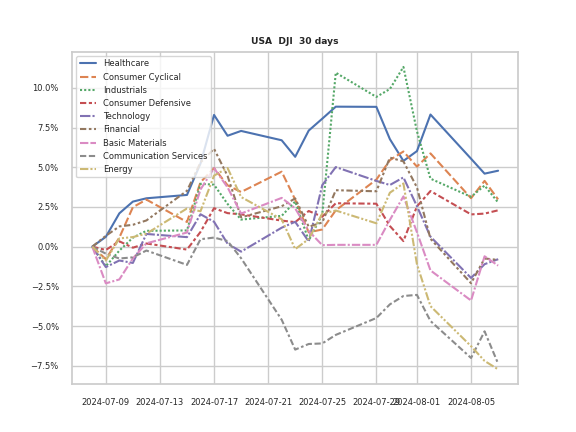 USA DJI 30 days
Healthcare
Consumer Cyclical
Industrials
Consumer Defensive
Technology
Financial
Basic Materials
Communication Services
Energy
10.0%
7.5%
5.0%
2.5%
0.0%
−2.5%
−5.0%
−7.5%
2024-07-09 2024-07-13 2024-07-17 2024-07-21 2024-07-25 2024-07-29 2024-08-01 2024-08-05